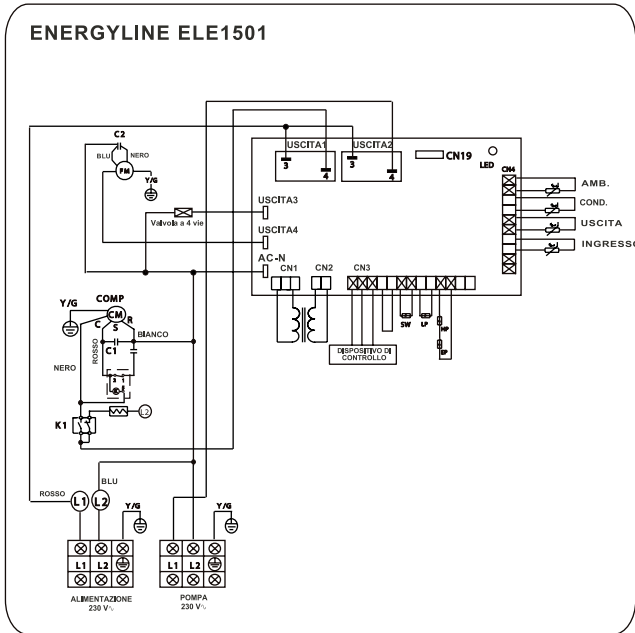 ENERGYLINE ELE1501
C2
BLU
NERO
FM
Y/G
USCITA1
3
4
USCITA2
3
4
CN19
LED
CN4
AMB.
COND.
USCITA
INGRESSO
USCITA3
Valvola a 4 vie
USCITA4
AC-N
CN1
CN2
CN3
SW
LP
HP
EP
DISPOSITIVO DI
CONTROLLO
Y/G
COMP
CM
C
S
R
BIANCO
ROSSO
C1
NERO
K1
L2
ROSSO
L1
L2
BLU
Y/G
Y/G
L1
L2
L1
L2
ALIMENTAZIONE
230 V∿
POMPA
230 V∿